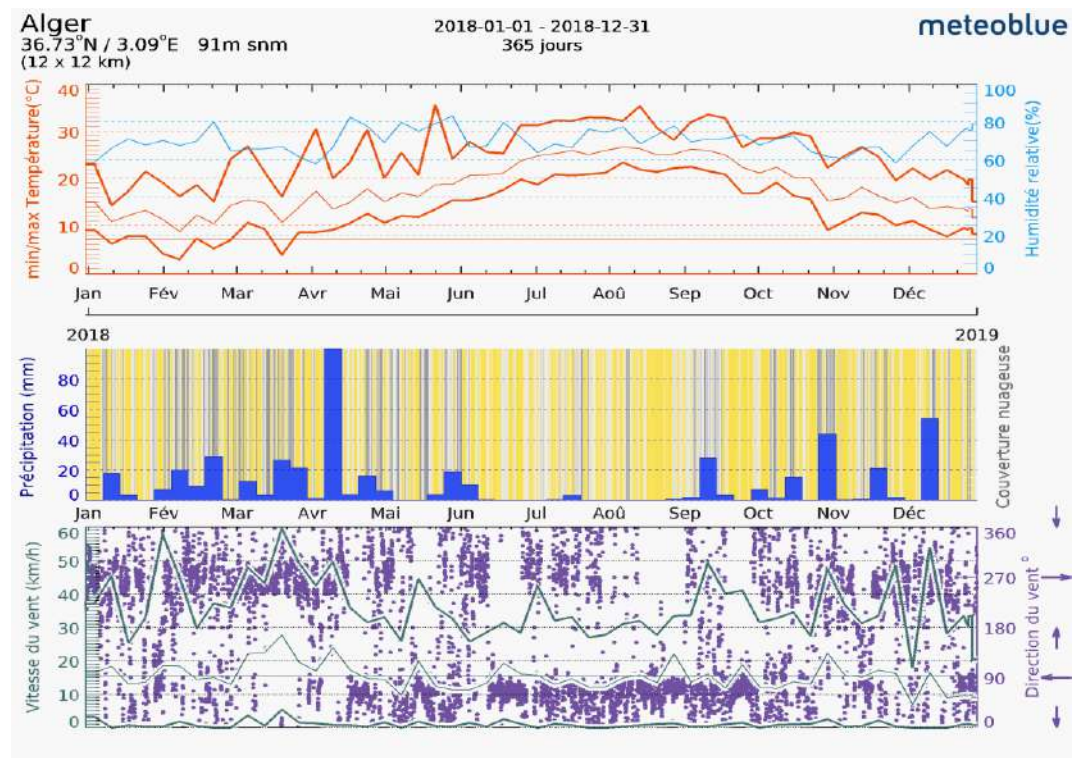 Alger
36.73°N / 3.09°E 91m snm
(12 x 12 km)
2018-01-01 - 2018-12-31
365 jours
meteoblue
min/max Température(°C)
40
30
20
10
0
100
80
60
40
20
0
Humidité relative(%)
Jan Fév Mar Avr Mai Jun Jul Aoû Sep Oct Nov Déc
2018 2019
Précipitation (mm)
80
60
40
20
0
Couverture nuageuse
Jan Fév Mar Avr Mai Jun Jul Aoû Sep Oct Nov Déc
Vitesse du vent (km/h)
60
50
40
30
20
10
0
360
270
180
90
0
Direction du vent °